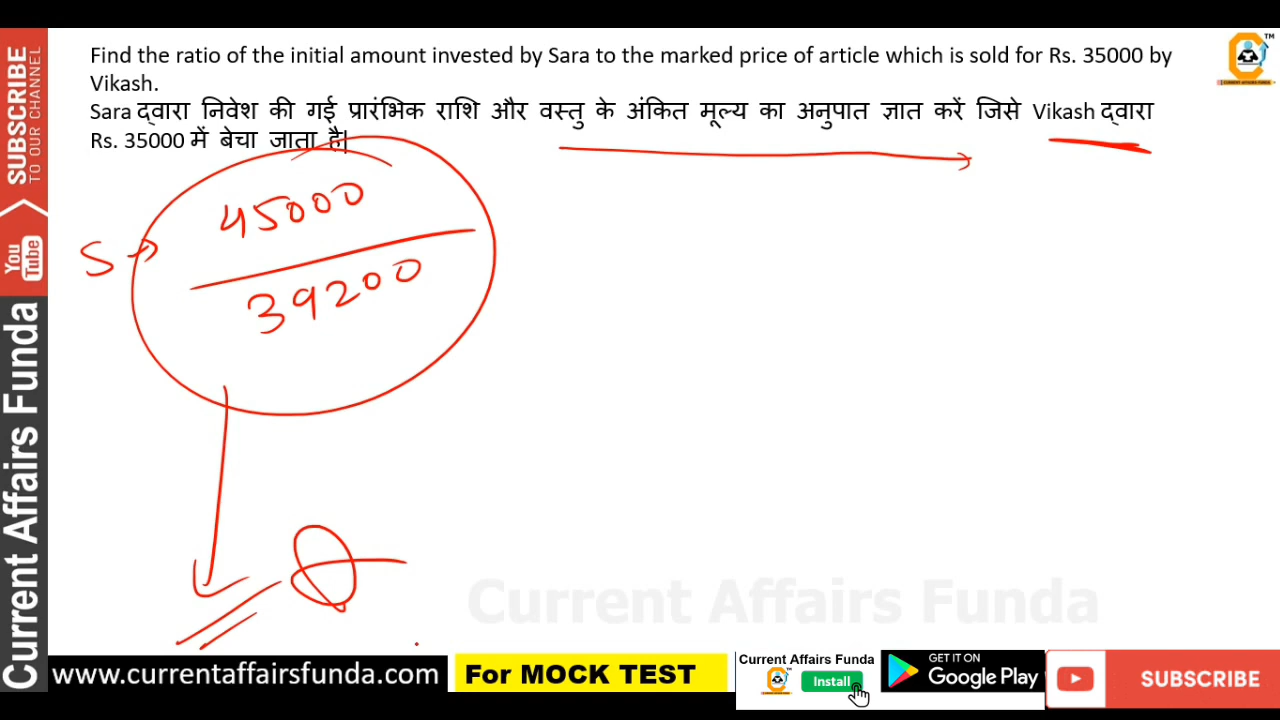 Find the ratio of the initial amount invested by Sara to the marked price of article which is sold for Rs. 35000 by
Vikash.
Sara द्वारा निवेश की गई प्रारंभिक राशि और वस्तु के अंकित मूल्य का अनुपात ज्ञात करें जिसे Vikash द्वारा
Rs. 35000 में बेचा जाता है|
S → 45000
39200
SUBSCRIBE
TO OUR CHANNEL
You
Tube
Current Affairs Funda
Current Affairs Funda
www.currentaffairsfunda.com
For MOCK TEST
Current Affairs Funda
Install
GET IT ON
Google Play
SUBSCRIBE
TM